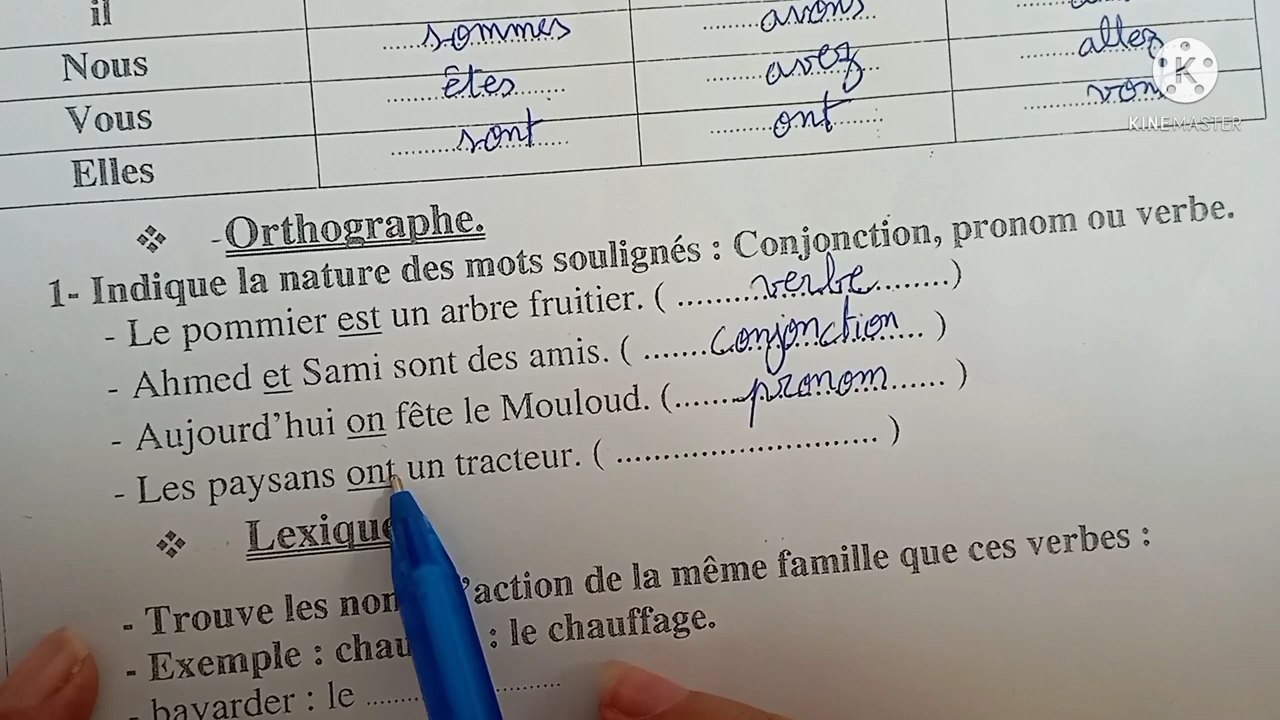 il
Nous ......sommes ......avons......
Vous ......êtes...... ......avez...... ......allez
Elles ......sont...... ......ont......
K
KINEMASTER
❖ -Orthographe.
1- Indique la nature des mots soulignés : Conjonction, pronom ou verbe.
- Le pommier est un arbre fruitier. ( ......verbe...... )
- Ahmed et Sami sont des amis. ( ......conjonction...... )
- Aujourd'hui on fête le Mouloud. (......pronom...... )
- Les paysans ont un tracteur. ( .............................. )
❖ Lexique
- Trouve les 'action de la même famille que ces verbes :
- Exemple : : le chauffage.
- bavarder : le ..............................